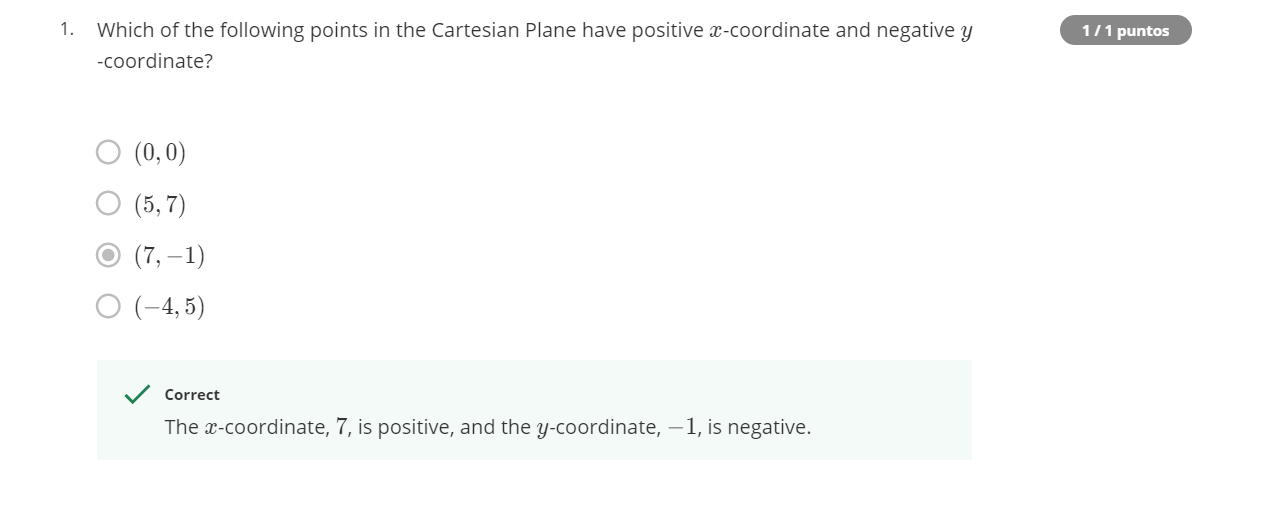 1. Which of the following points in the Cartesian Plane have positive x-coordinate and negative y
-coordinate?
1 / 1 puntos
(0, 0)
(5, 7)
(7, −1)
(−4, 5)
Correct
The x-coordinate, 7, is positive, and the y-coordinate, −1, is negative.